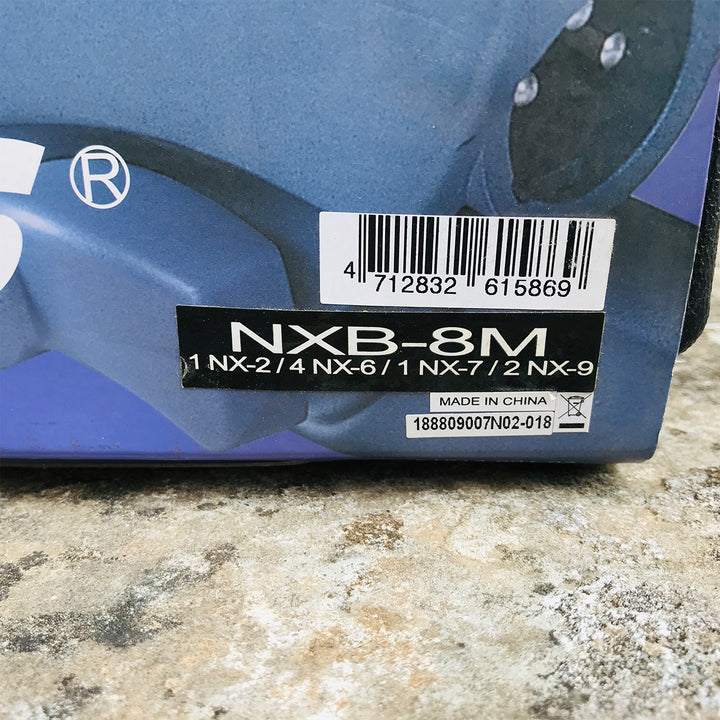 ®
4 712832 615869
NXB-8M
1 NX-2 / 4 NX-6 / 1 NX-7 / 2 NX-9
MADE IN CHINA
188809007N02-018